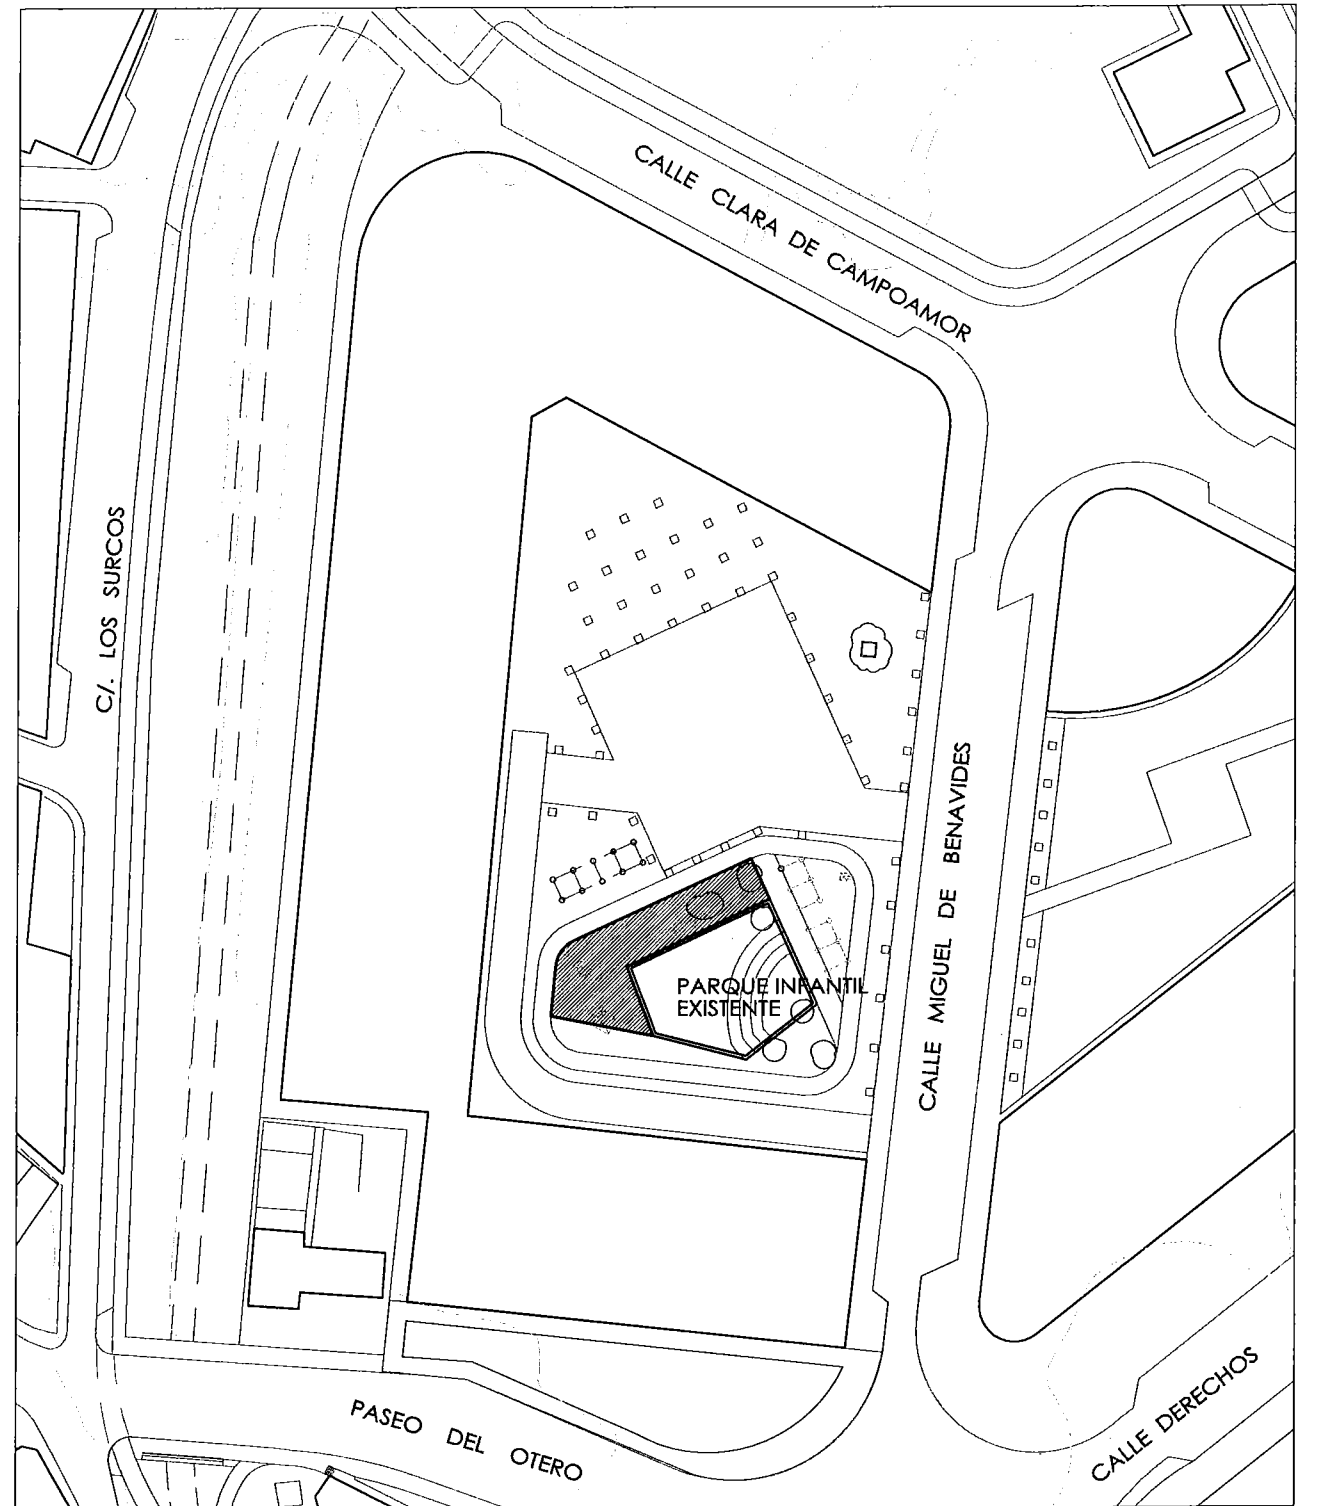 CALLE CLARA DE CAMPOAMOR
C/. LOS SURCOS
CALLE MIGUEL DE BENAVIDES
PARQUE INFANTIL
EXISTENTE
PASEO DEL OTERO
CALLE DERECHOS